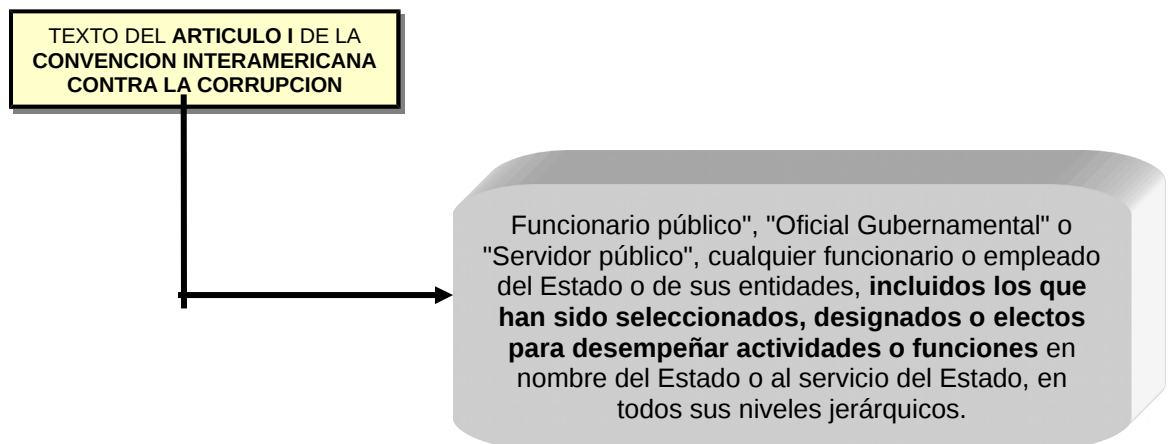 TEXTO DEL ARTICULO I DE LA
CONVENCION INTERAMERICANA
CONTRA LA CORRUPCION
Funcionario público", "Oficial Gubernamental" o
"Servidor público", cualquier funcionario o empleado
del Estado o de sus entidades, incluidos los que
han sido seleccionados, designados o electos
para desempeñar actividades o funciones en
nombre del Estado o al servicio del Estado, en
todos sus niveles jerárquicos.